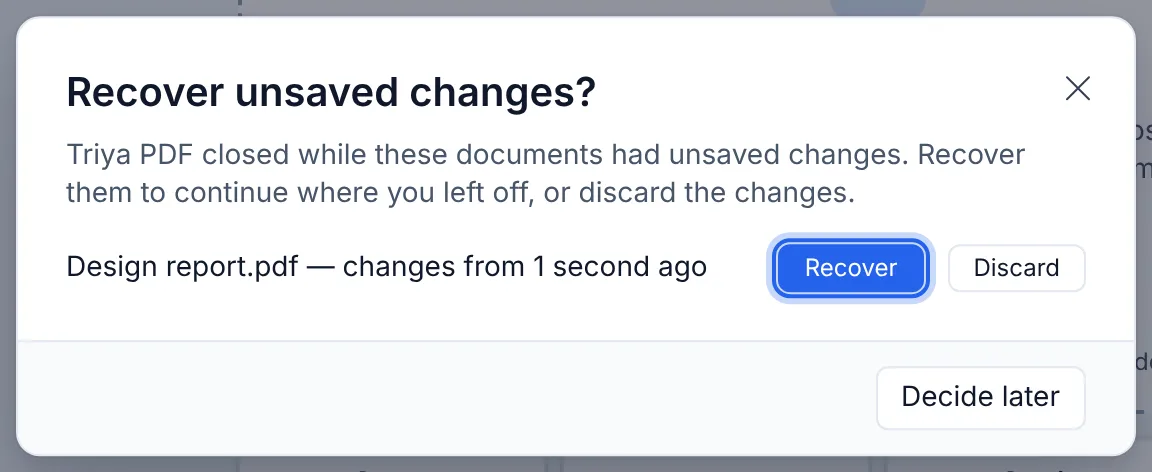 Recover unsaved changes?
Triya PDF closed while these documents had unsaved changes. Recover
them to continue where you left off, or discard the changes.
Design report.pdf — changes from 1 second ago
Recover
Discard
Decide later